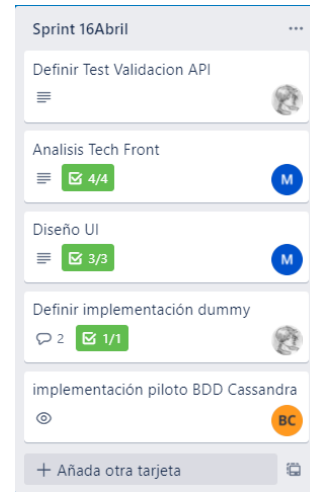 Sprint 16Abril
Definir Test Validacion API
Analisis Tech Front
4/4
M
Diseño UI
3/3
M
Definir implementación dummy
2
1/1
implementación piloto BDD Cassandra
BC
+ Añada otra tarjeta